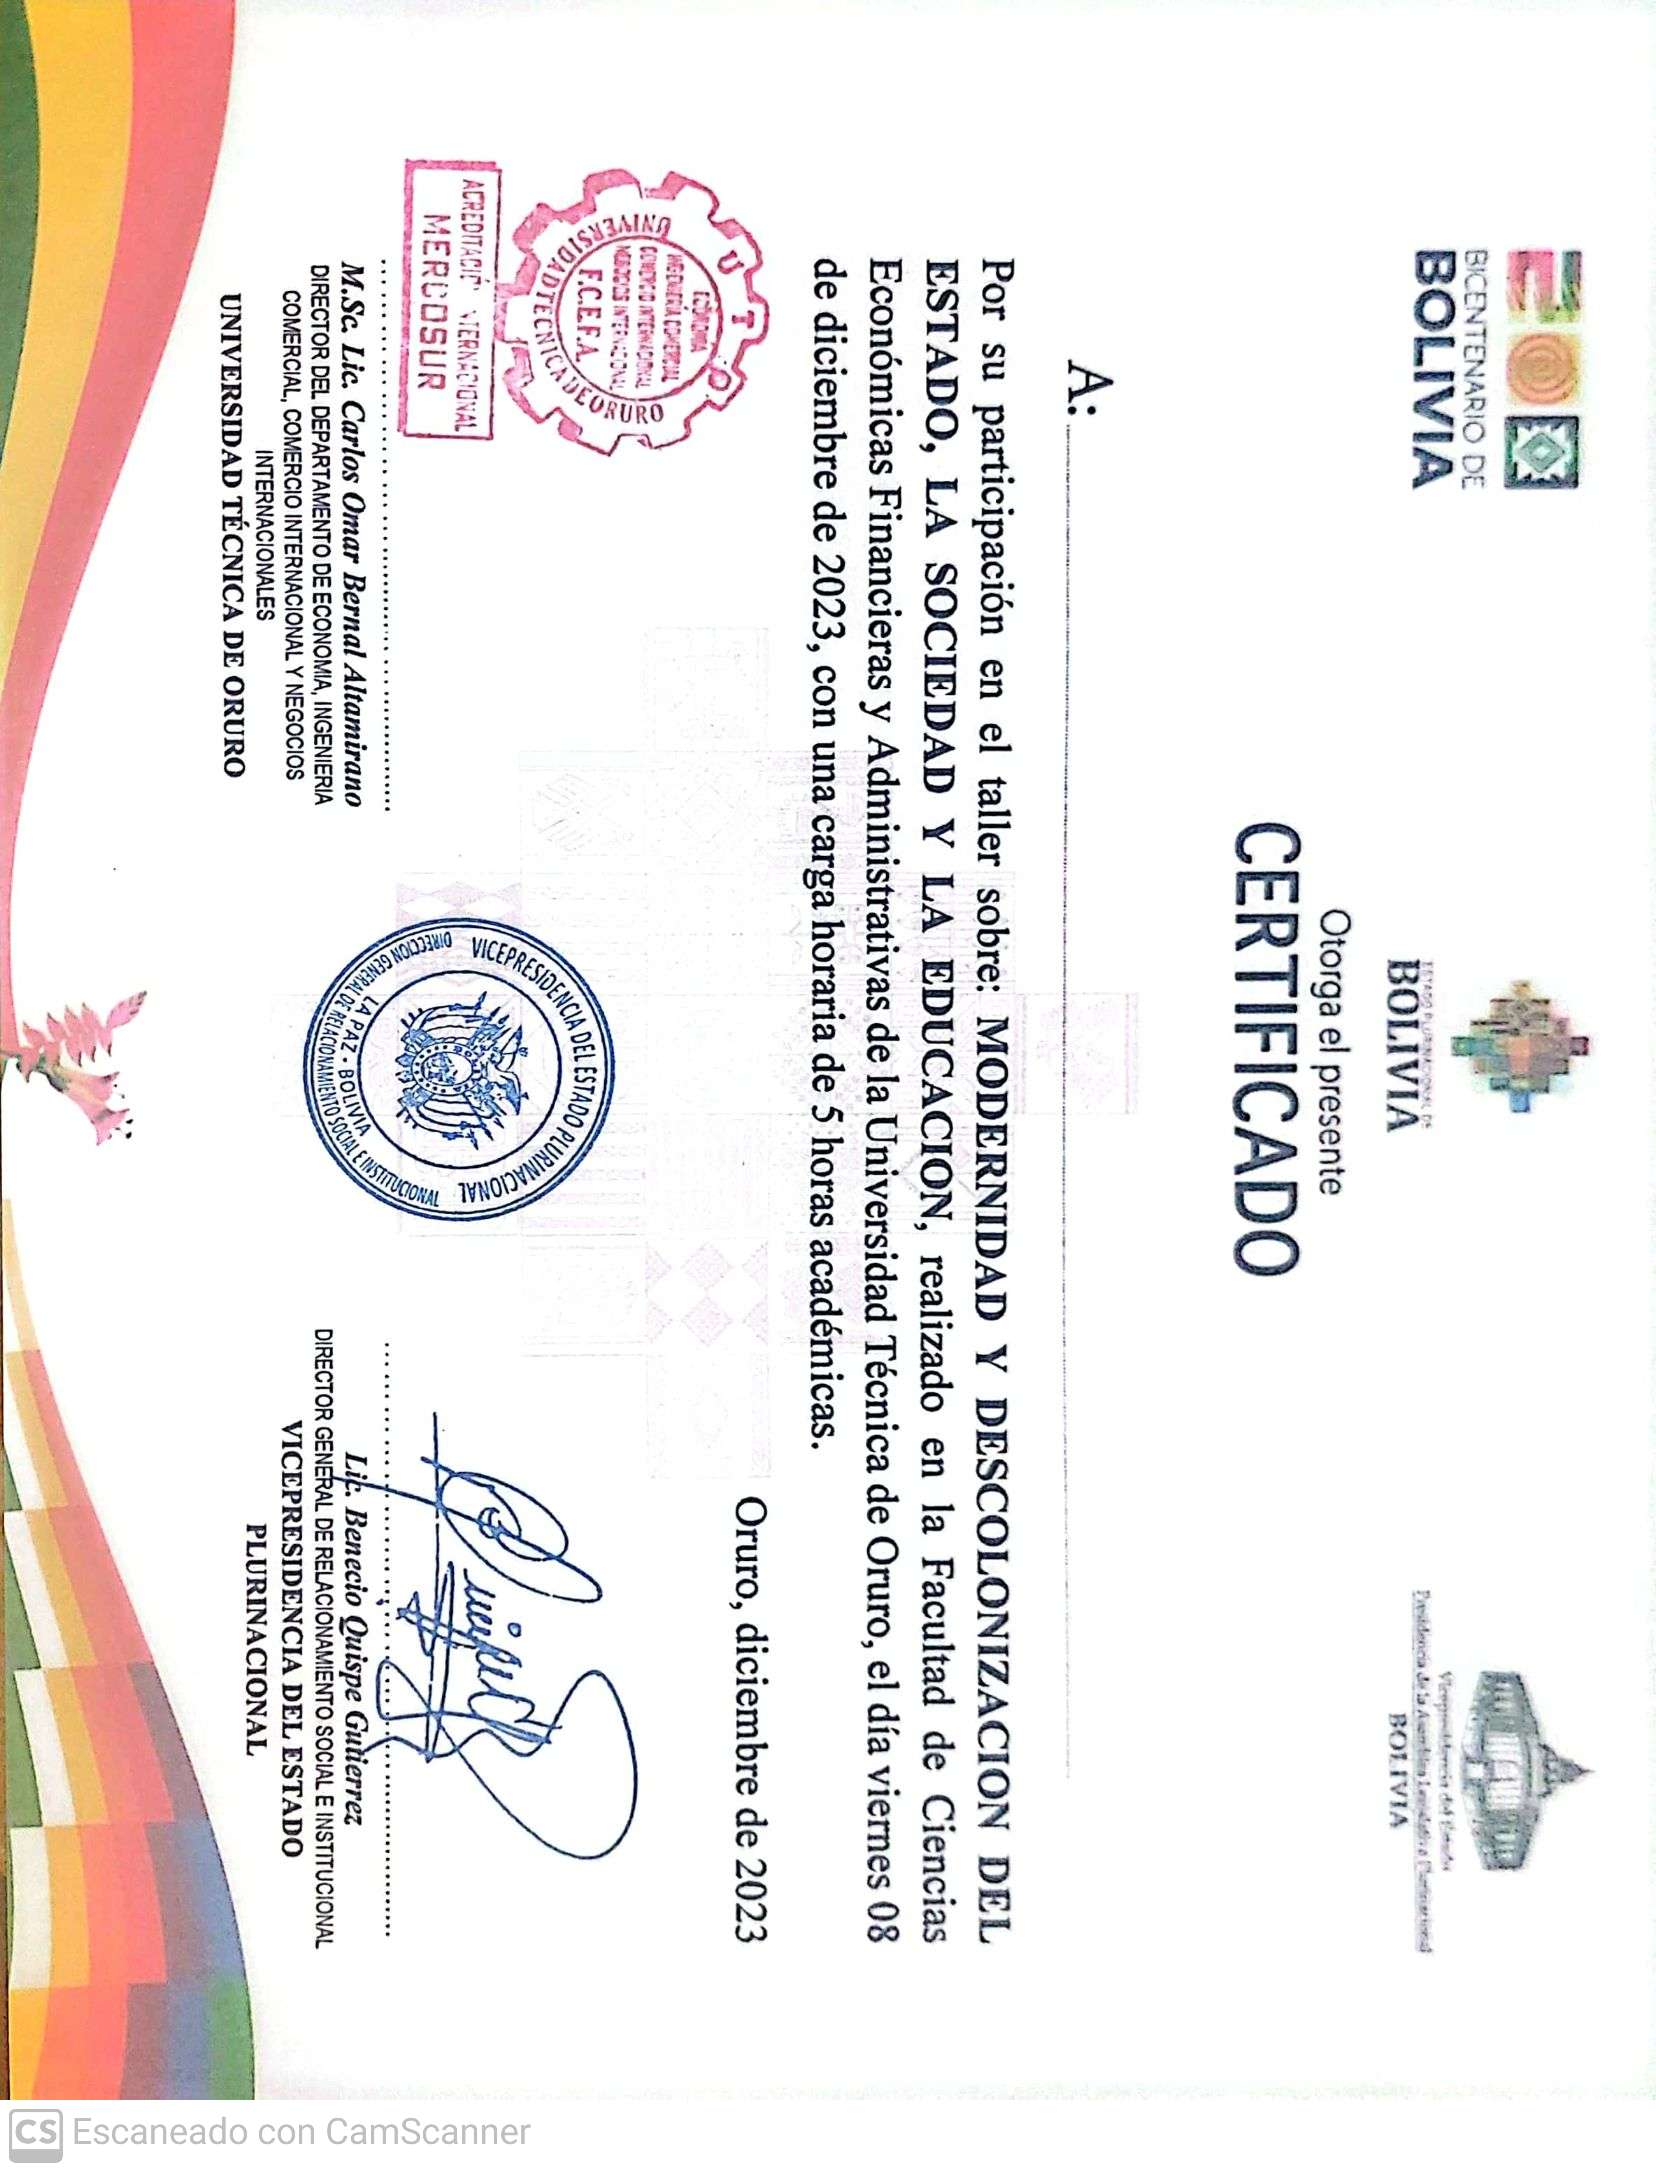 BICENTENARIO DE
BOLIVIA
ESTADO PLURINACIONAL DE
BOLIVIA
Vicepresidencia del Estado
Presidencia de la Asamblea Legislativa Plurinacional
BOLIVIA
Otorga el presente
CERTIFICADO
A:
Por su participación en el taller sobre: MODERNIDAD Y DESCOLONIZACION DEL
ESTADO, LA SOCIEDAD Y LA EDUCACION, realizado en la Facultad de Ciencias
Económicas Financieras y Administrativas de la Universidad Técnica de Oruro, el día viernes 08
de diciembre de 2023, con una carga horaria de 5 horas académicas.
Oruro, diciembre de 2023
U T O
UNIVERSIDAD TECNICA DE ORURO
ECONOMIA
INGENIERÍA COMERCIAL
COMERCIO INTERNACIONAL
NEGOCIOS INTERNACIONAL
F.C.E.F.A.
MERCOSUR
VICEPRESIDENCIA DEL ESTADO PLURINACIONAL
DIRECCION GENERAL DE RELACIONAMIENTO SOCIAL E INSTITUCIONAL
LA PAZ - BOLIVIA
M.Sc. Lic. Carlos Omar Bernal Altamirano
DIRECTOR DEL DEPARTAMENTO DE ECONOMIA, INGENIERIA
COMERCIAL, COMERCIO INTERNACIONAL Y NEGOCIOS
INTERNACIONALES
UNIVERSIDAD TÉCNICA DE ORURO
Lic. Benecio Quispe Gutierrez
DIRECTOR GENERAL DE RELACIONAMIENTO SOCIAL E INSTITUCIONAL
VICEPRESIDENCIA DEL ESTADO
PLURINACIONAL
CS Escaneado con CamScanner